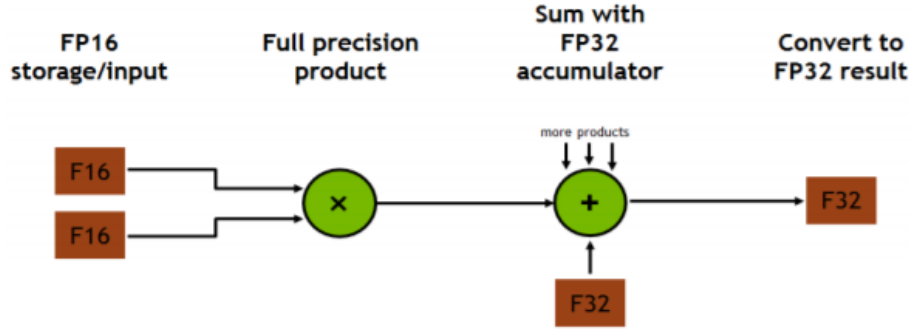 FP16
storage/input
Full precision
product
Sum with
FP32
accumulator
Convert to
FP32 result
more products
F16
F16
×
+
F32
F32